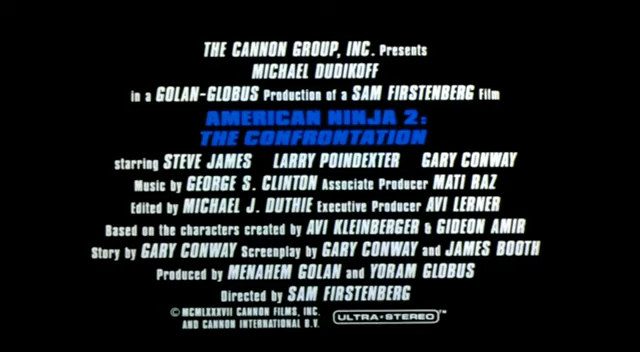 THE CANNON GROUP, INC. Presents
MICHAEL DUDIKOFF
in a GOLAN-GLOBUS Production of a SAM FIRSTENBERG Film
AMERICAN NINJA 2:
THE CONFRONTATION
starring STEVE JAMES LARRY POINDEXTER GARY CONWAY
Music by GEORGE S. CLINTON Associate Producer MATI RAZ
Edited by MICHAEL J. DUTHIE Executive Producer AVI LERNER
Based on the characters created by AVI KLEINBERGER & GIDEON AMIR
Story by GARY CONWAY Screenplay by GARY CONWAY and JAMES BOOTH
Produced by MENAHEM GOLAN and YORAM GLOBUS
Directed by SAM FIRSTENBERG
© MCMLXXXVII CANNON FILMS, INC.
AND CANNON INTERNATIONAL B.V.
ULTRA•STEREO™